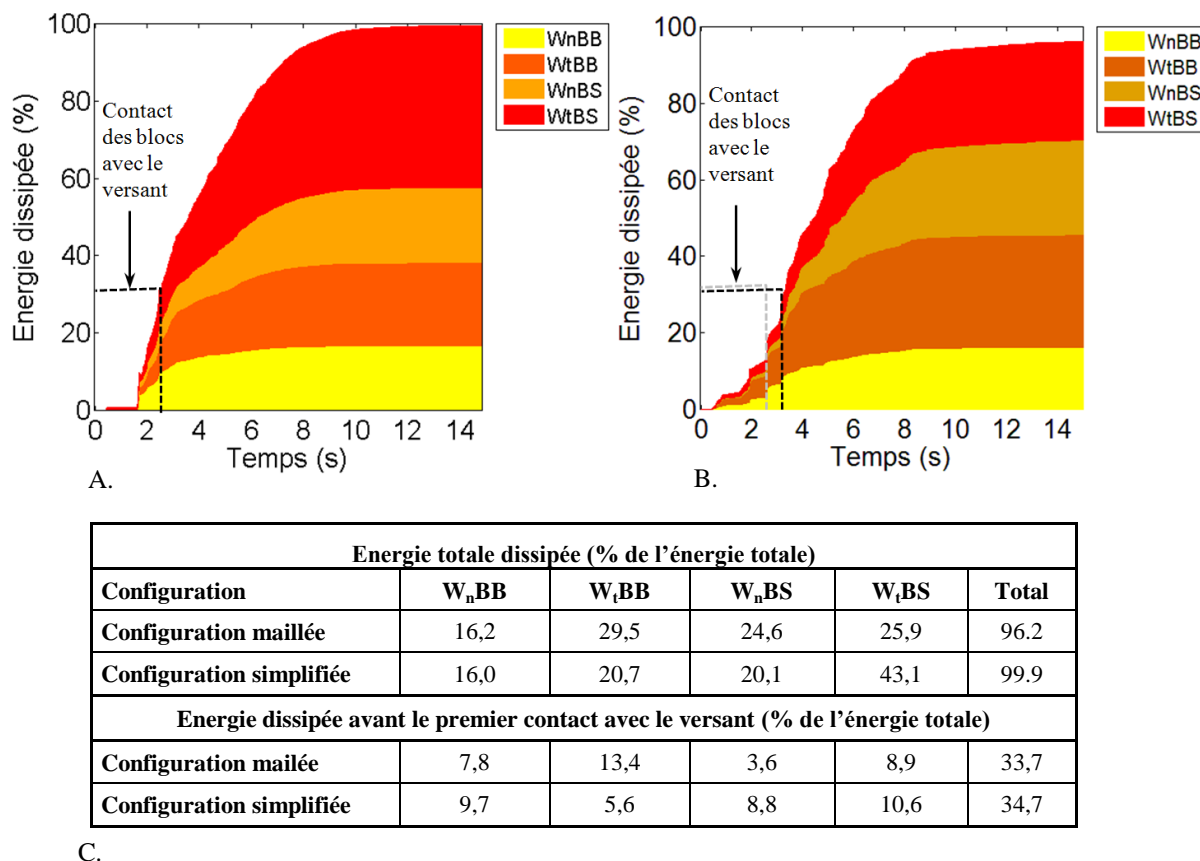 100
80
60
40
20
0
Energie dissipée (%)
0 2 4 6 8 10 12 14
Temps (s)
Contact
des blocs
avec le
versant
WnBB
WtBB
WnBS
WtBS
A.
100
80
60
40
20
0
Energie dissipée (%)
0 2 4 6 8 10 12 14
Temps (s)
Contact
des blocs
avec le
versant
WnBB
WtBB
WnBS
WtBS
B.
Energie totale dissipée (% de l’énergie totale)
Configuration WnBB WtBB WnBS WtBS Total
Configuration maillée 16,2 29,5 24,6 25,9 96.2
Configuration simplifiée 16,0 20,7 20,1 43,1 99.9
Energie dissipée avant le premier contact avec le versant (% de l’énergie totale)
Configuration mailée 7,8 13,4 3,6 8,9 33,7
Configuration simplifiée 9,7 5,6 8,8 10,6 34,7
C.